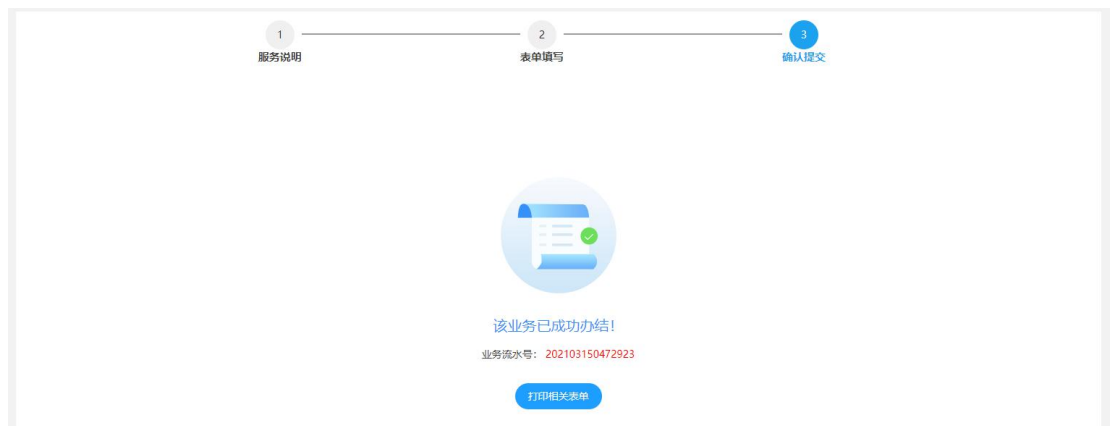 1
2
3
服务说明
表单填写
确认提交
该业务已成功办结！
业务流水号： 202103150472923
打印相关表单